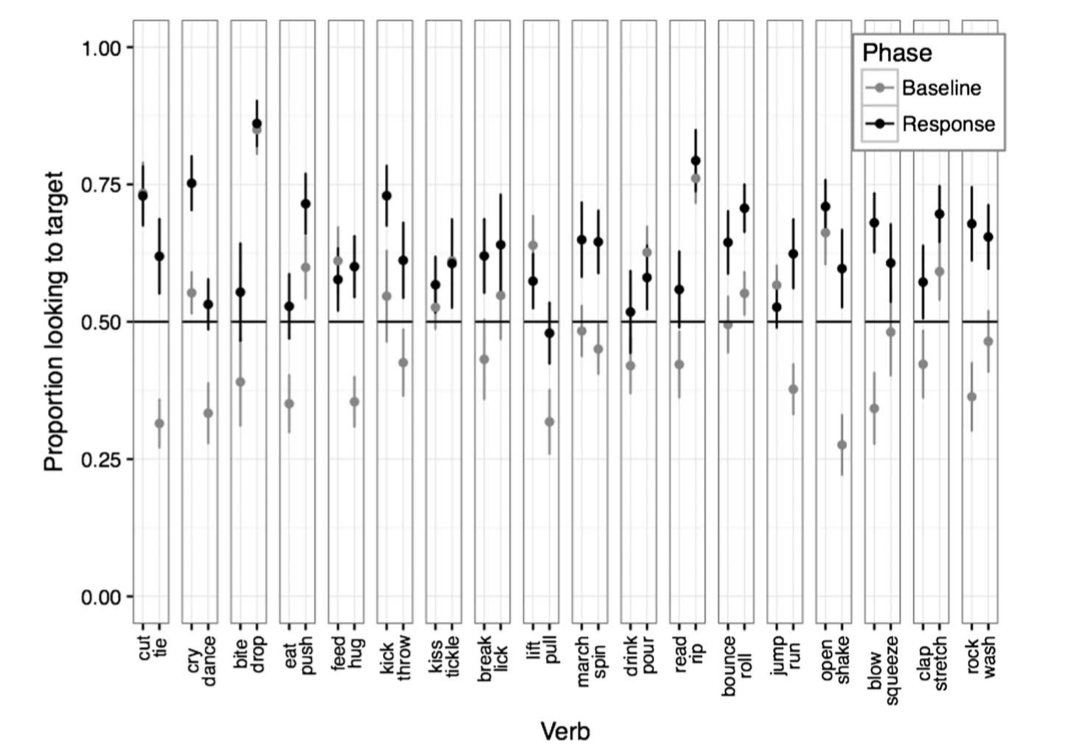 Phase
Baseline
Response
Proportion looking to target
1.00
0.75
0.50
0.25
0.00
cut
tie
cry
dance
bite
drop
eat
push
feed
hug
kick
throw
kiss
tickle
break
lick
lift
pull
march
spin
drink
pour
read
rip
bounce
roll
jump
run
open
shake
blow
squeeze
clap
stretch
rock
wash
Verb